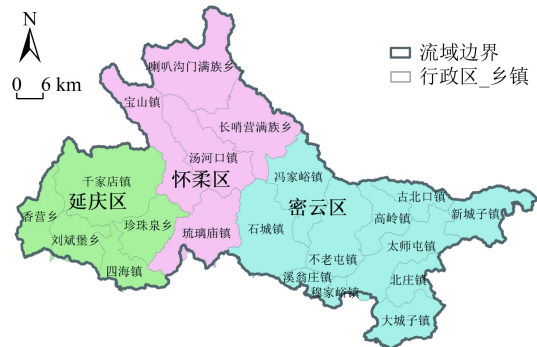 N
0 6 km
流域边界
行政区_乡镇
喇叭沟门满族乡
宝山镇
长哨营满族乡
汤河口镇
怀柔区
琉璃庙镇
千家店镇
延庆区
香营乡
珍珠泉乡
刘斌堡乡
四海镇
冯家峪镇
密云区
古北口镇
新城子镇
高岭镇
石城镇
太师屯镇
不老屯镇
溪翁庄镇
北庄镇
穆家峪镇
大城子镇